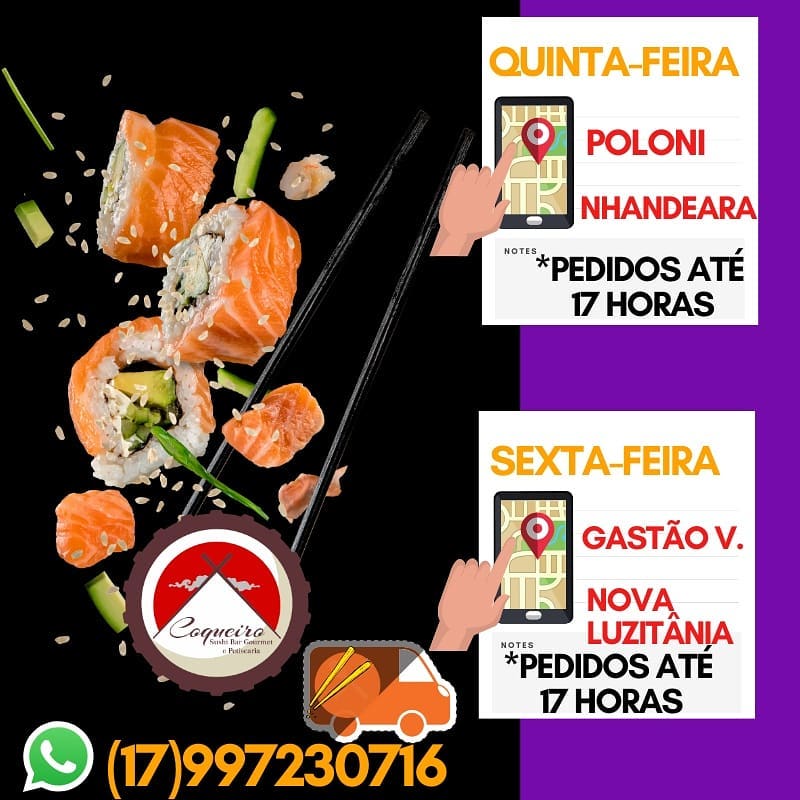 QUINTA-FEIRA
POLONI
NHANDEARA
NOTES
*PEDIDOS ATÉ
17 HORAS
SEXTA-FEIRA
GASTÃO V.
NOVA
LUZITÂNIA
NOTES
*PEDIDOS ATÉ
17 HORAS
Coqueiro
Sushi Bar Gourmet
e Petiscaria
(17)997230716